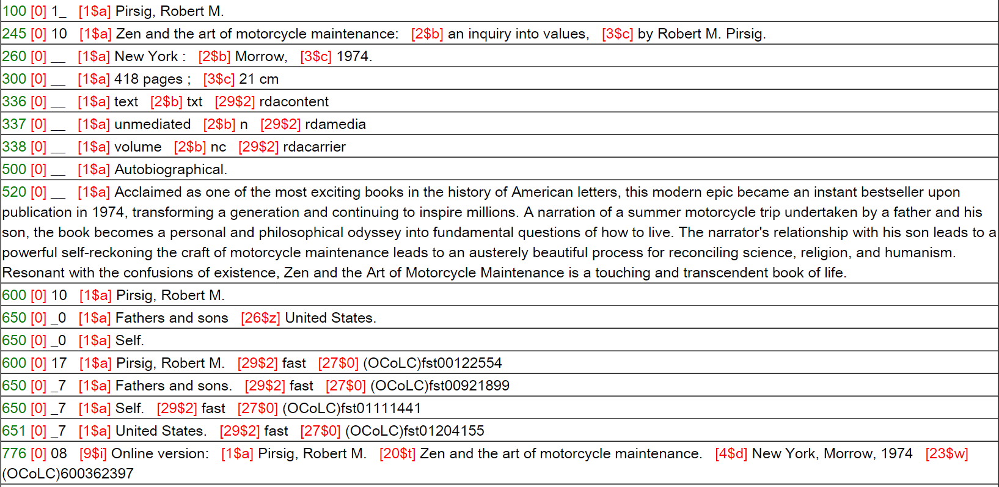 100 [0] 1_ [1$a] Pirsig, Robert M.
245 [0] 10 [1$a] Zen and the art of motorcycle maintenance: [2$b] an inquiry into values, [3$c] by Robert M. Pirsig.
260 [0] __ [1$a] New York : [2$b] Morrow, [3$c] 1974.
300 [0] __ [1$a] 418 pages ; [3$c] 21 cm
336 [0] __ [1$a] text [2$b] txt [29$2] rdacontent
337 [0] __ [1$a] unmediated [2$b] n [29$2] rdamedia
338 [0] __ [1$a] volume [2$b] nc [29$2] rdacarrier
500 [0] __ [1$a] Autobiographical.
520 [0] __ [1$a] Acclaimed as one of the most exciting books in the history of American letters, this modern epic became an instant bestseller upon
publication in 1974, transforming a generation and continuing to inspire millions. A narration of a summer motorcycle trip undertaken by a father and his
son, the book becomes a personal and philosophical odyssey into fundamental questions of how to live. The narrator's relationship with his son leads to a
powerful self-reckoning the craft of motorcycle maintenance leads to an austerely beautiful process for reconciling science, religion, and humanism.
Resonant with the confusions of existence, Zen and the Art of Motorcycle Maintenance is a touching and transcendent book of life.
600 [0] 10 [1$a] Pirsig, Robert M.
650 [0] _0 [1$a] Fathers and sons [26$z] United States.
650 [0] _0 [1$a] Self.
600 [0] 17 [1$a] Pirsig, Robert M. [29$2] fast [27$0] (OCoLC)fst00122554
650 [0] _7 [1$a] Fathers and sons. [29$2] fast [27$0] (OCoLC)fst00921899
650 [0] _7 [1$a] Self. [29$2] fast [27$0] (OCoLC)fst01111441
651 [0] _7 [1$a] United States. [29$2] fast [27$0] (OCoLC)fst01204155
776 [0] 08 [9$i] Online version: [1$a] Pirsig, Robert M. [20$t] Zen and the art of motorcycle maintenance. [4$d] New York, Morrow, 1974 [23$w]
(OCoLC)600362397